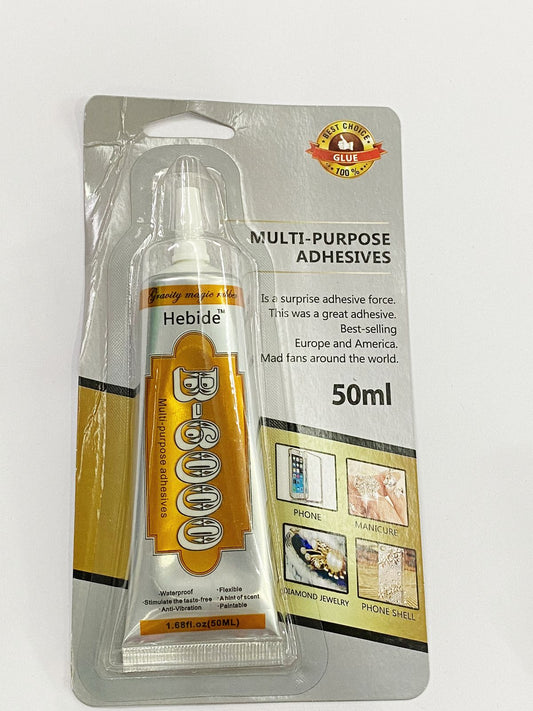 BEST CHOICE
GLUE
100 %
MULTI-PURPOSE
ADHESIVES
Is a surprise adhesive force.
This was a great adhesive.
Best-selling
Europe and America.
Mad fans around the world.
50ml
PHONE
MANICURE
DIAMOND JEWELRY
PHONE SHELL
Gravity magic ribbon
Hebide™
B-6000
Multi-purpose adhesives
·Waterproof
·Stimulate the taste-free
·Anti-Vibration
·Flexible
·A hint of scent
·Paintable
1.68fl.oz(50ML)